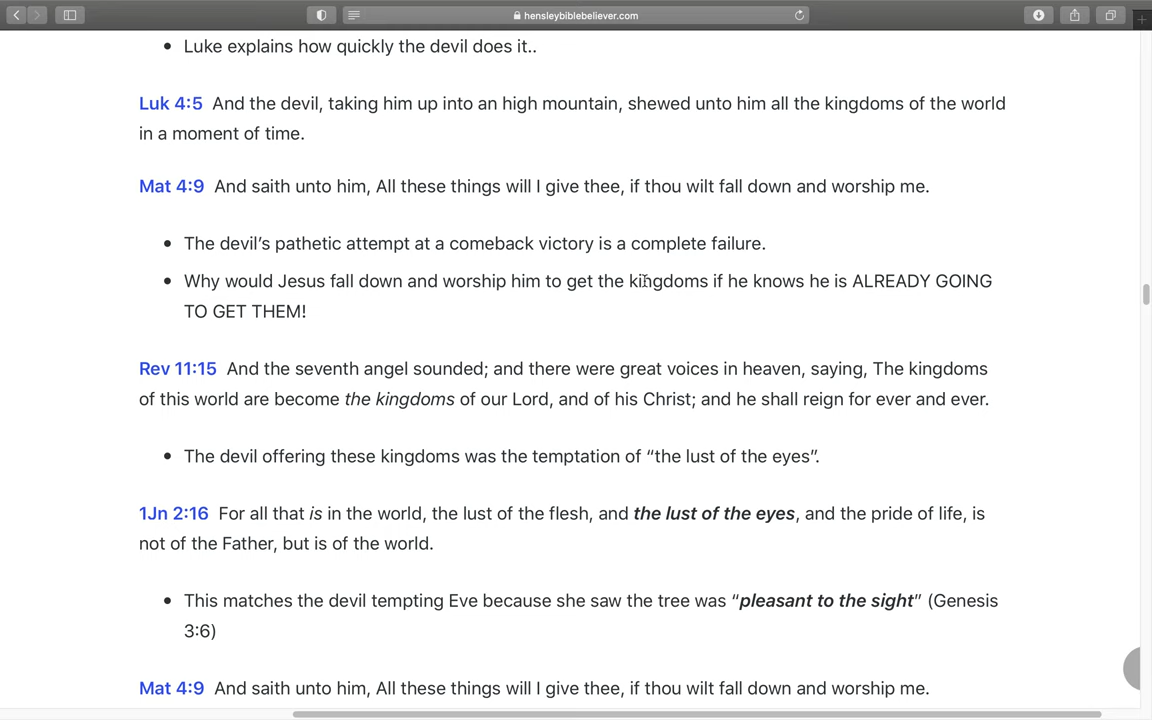 hensleybiblebeliever.com
• Luke explains how quickly the devil does it..
Luk 4:5 And the devil, taking him up into an high mountain, shewed unto him all the kingdoms of the world
in a moment of time.
Mat 4:9 And saith unto him, All these things will I give thee, if thou wilt fall down and worship me.
• The devil’s pathetic attempt at a comeback victory is a complete failure.
• Why would Jesus fall down and worship him to get the kingdoms if he knows he is ALREADY GOING
TO GET THEM!
Rev 11:15 And the seventh angel sounded; and there were great voices in heaven, saying, The kingdoms
of this world are become the kingdoms of our Lord, and of his Christ; and he shall reign for ever and ever.
• The devil offering these kingdoms was the temptation of “the lust of the eyes”.
1Jn 2:16 For all that is in the world, the lust of the flesh, and the lust of the eyes, and the pride of life, is
not of the Father, but is of the world.
• This matches the devil tempting Eve because she saw the tree was “pleasant to the sight” (Genesis
3:6)
Mat 4:9 And saith unto him, All these things will I give thee, if thou wilt fall down and worship me.